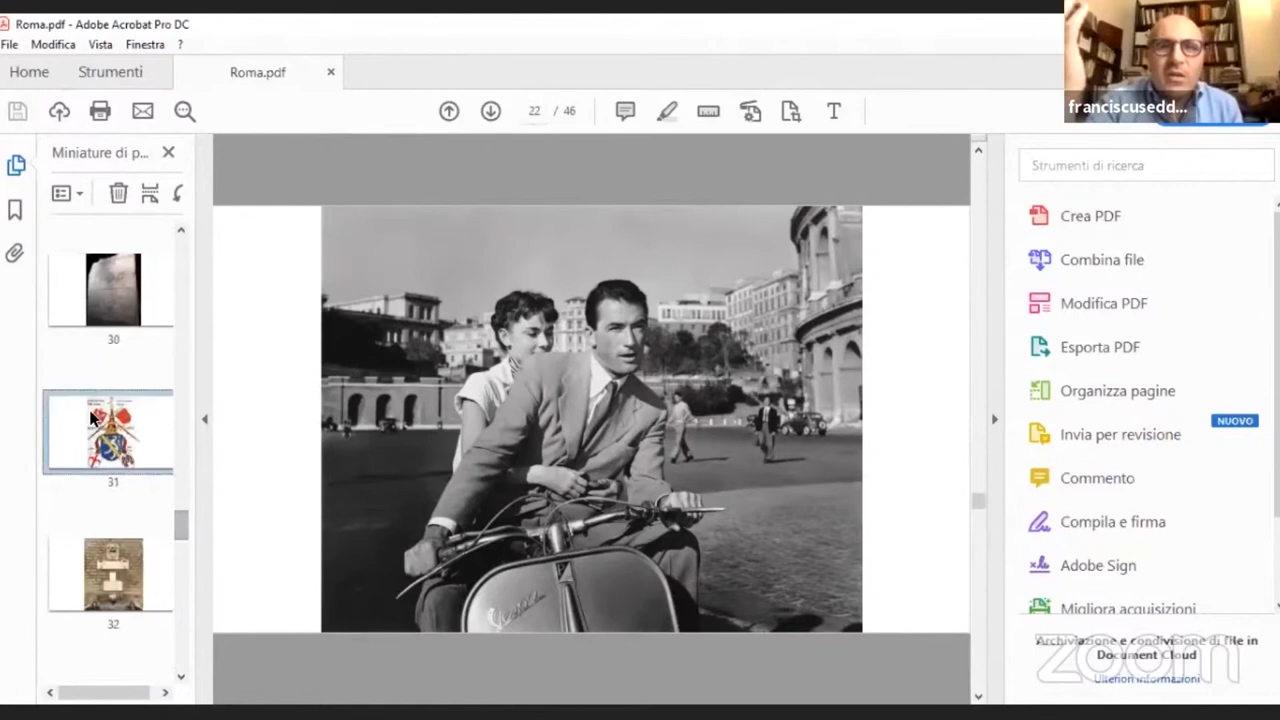 Roma.pdf - Adobe Acrobat Pro DC
File Modifica Vista Finestra ?
Home Strumenti Roma.pdf ×
22 / 46
franciscusedd...
Miniature di p...
30
31
32
Vespa
Strumenti di ricerca
Crea PDF
Combina file
Modifica PDF
Esporta PDF
Organizza pagine
NUOVO
Invia per revisione
Commento
Compila e firma
Adobe Sign
Migliora acquisizioni
Archiviazione e condivisione di file in
Document Cloud
Ulteriori informazioni
zoom